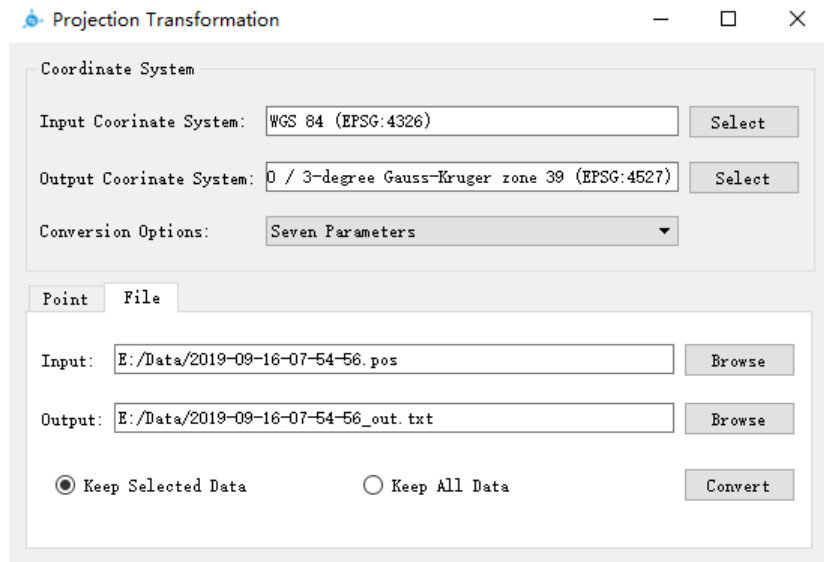 Projection Transformation
Coordinate System
Input Coorinate System: WGS 84 (EPSG:4326) Select
Output Coorinate System: 0 / 3-degree Gauss-Kruger zone 39 (EPSG:4527) Select
Conversion Options: Seven Parameters
Point File
Input: E:/Data/2019-09-16-07-54-56.pos Browse
Output: E:/Data/2019-09-16-07-54-56_out.txt Browse
Keep Selected Data Keep All Data Convert